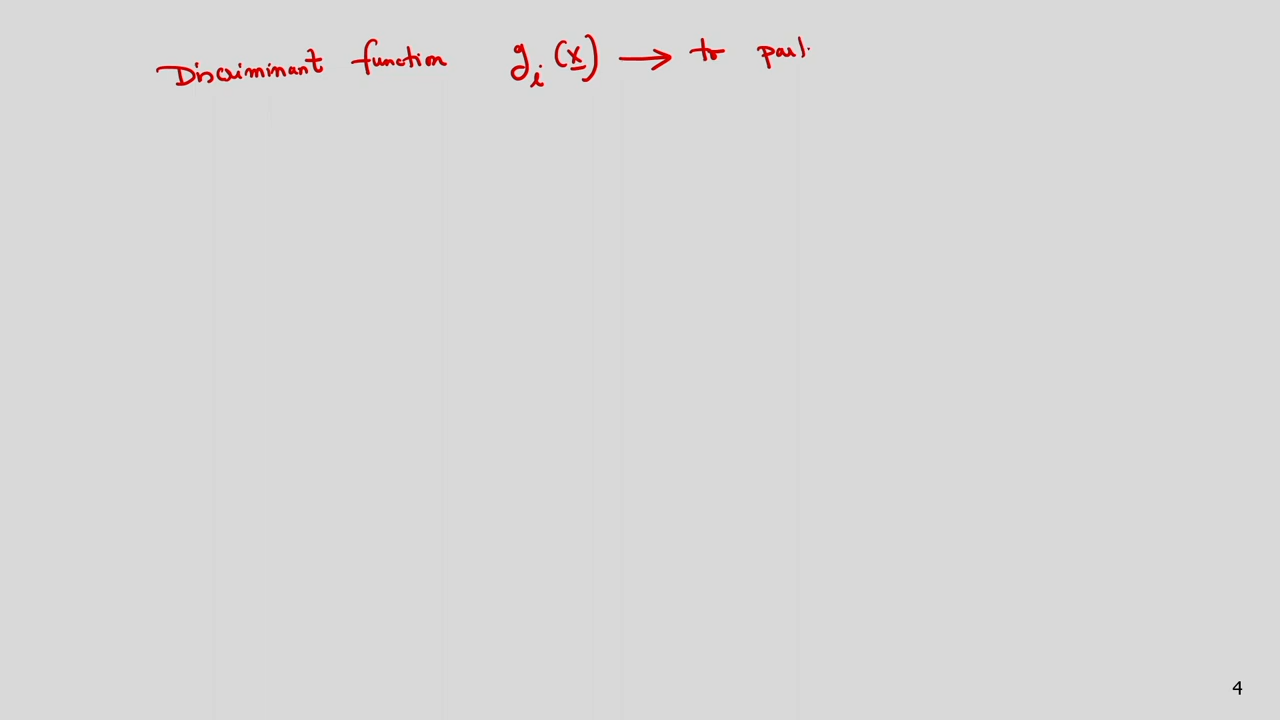 Discriminant function g_i (x) → to
4